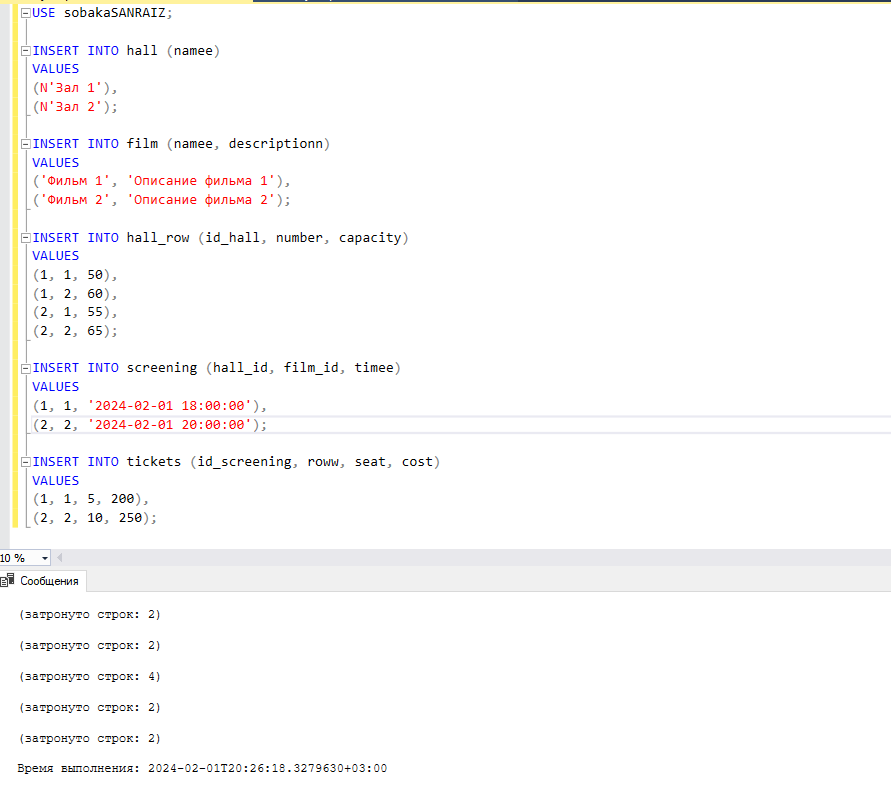 USE sobakaSANRAIZ;
INSERT INTO hall (namee)
VALUES
(N'Зал 1'),
(N'Зал 2');
INSERT INTO film (namee, descriptionn)
VALUES
('Фильм 1', 'Описание фильма 1'),
('Фильм 2', 'Описание фильма 2');
INSERT INTO hall_row (id_hall, number, capacity)
VALUES
(1, 1, 50),
(1, 2, 60),
(2, 1, 55),
(2, 2, 65);
INSERT INTO screening (hall_id, film_id, timee)
VALUES
(1, 1, '2024-02-01 18:00:00'),
(2, 2, '2024-02-01 20:00:00');
INSERT INTO tickets (id_screening, roww, seat, cost)
VALUES
(1, 1, 5, 200),
(2, 2, 10, 250);
10 %
Сообщения
(затронуто строк: 2)
(затронуто строк: 2)
(затронуто строк: 4)
(затронуто строк: 2)
(затронуто строк: 2)
Время выполнения: 2024-02-01T20:26:18.3279630+03:00